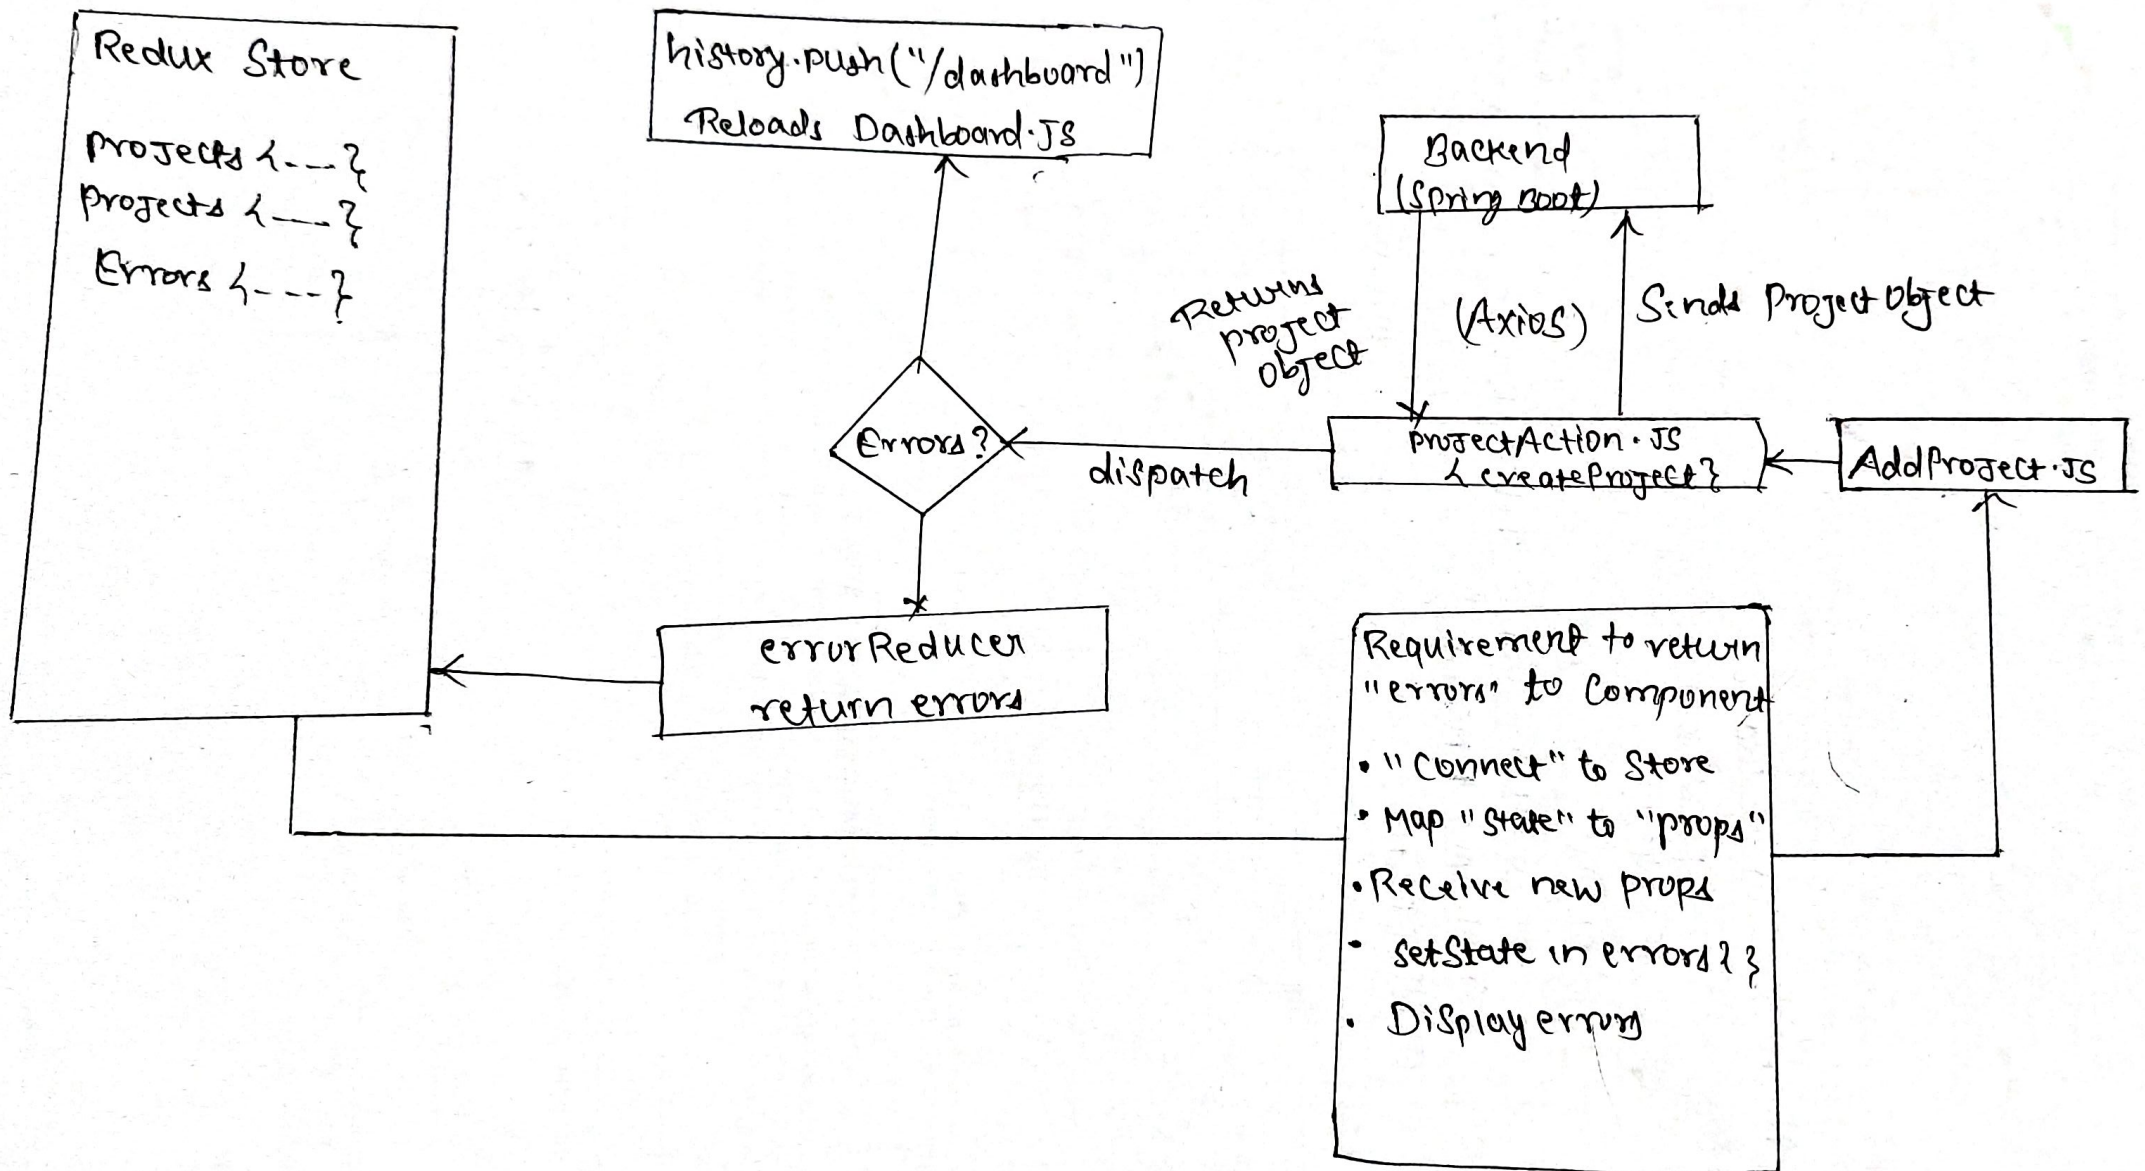 Redux Store
Projects {---}
Projects {---}
Errors {---}
history.push("/dashboard")
Reloads Dashboard.JS
Backend
(Spring Boot)
Returns
project
object
(Axios)
Sends Project Object
Errors?
dispatch
ProjectAction.JS
{createProject}
AddProject.JS
errorReducer
return errors
Requirement to return
"errors" to Component
• "Connect" to Store
• Map "State" to "props"
• Receive new props
• setState in errors { }
• Display errors